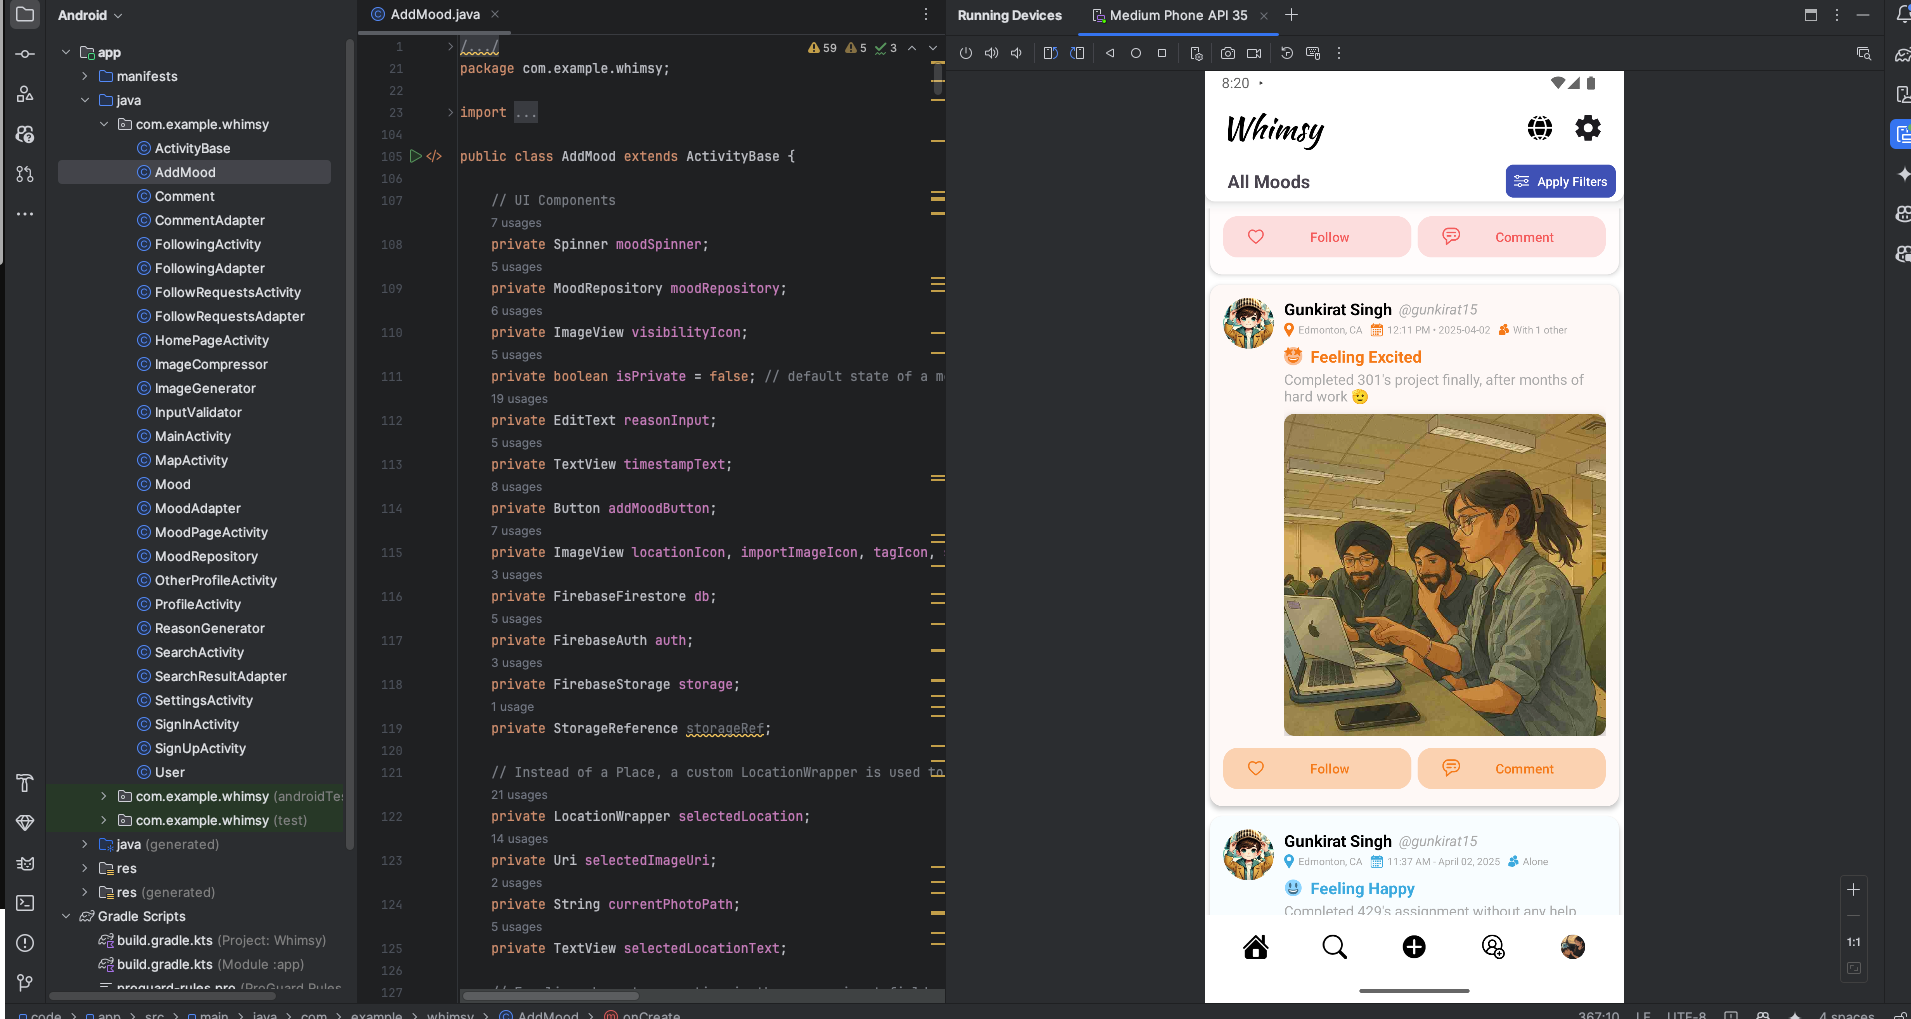 Android
app
manifests
java
com.example.whimsy
ActivityBase
AddMood
Comment
CommentAdapter
FollowingActivity
FollowingAdapter
FollowRequestsActivity
FollowRequestsAdapter
HomePageActivity
ImageCompressor
ImageGenerator
InputValidator
MainActivity
MapActivity
Mood
MoodAdapter
MoodPageActivity
MoodRepository
OtherProfileActivity
ProfileActivity
ReasonGenerator
SearchActivity
SearchResultAdapter
SettingsActivity
SignInActivity
SignUpActivity
User
com.example.whimsy (androidTes
com.example.whimsy (test)
java (generated)
res
res (generated)
Gradle Scripts
build.gradle.kts (Project: Whimsy)
build.gradle.kts (Module :app)
proguard-rules.pro (ProGuard Rules
AddMood.java
59 5 3
1 /.../
21 package com.example.whimsy;
22
23 import ...
104
105 public class AddMood extends ActivityBase {
106
107 // UI Components
7 usages
108 private Spinner moodSpinner;
5 usages
109 private MoodRepository moodRepository;
6 usages
110 private ImageView visibilityIcon;
5 usages
111 private boolean isPrivate = false; // default state of a m
19 usages
112 private EditText reasonInput;
5 usages
113 private TextView timestampText;
8 usages
114 private Button addMoodButton;
7 usages
115 private ImageView locationIcon, importImageIcon, tagIcon,
3 usages
116 private FirebaseFirestore db;
5 usages
117 private FirebaseAuth auth;
3 usages
118 private FirebaseStorage storage;
1 usage
119 private StorageReference storageRef;
120
121 // Instead of a Place, a custom LocationWrapper is used to
21 usages
122 private LocationWrapper selectedLocation;
14 usages
123 private Uri selectedImageUri;
2 usages
124 private String currentPhotoPath;
5 usages
125 private TextView selectedLocationText;
126
127
Running Devices
Medium Phone API 35
8:20
Whimsy
All Moods
Apply Filters
Follow
Comment
Gunkirat Singh @gunkirat15
Edmonton, CA 12:11 PM • 2025-04-02 With 1 other
🤩 Feeling Excited
Completed 301's project finally, after months of
hard work 🫡
Follow
Comment
Gunkirat Singh @gunkirat15
Edmonton, CA 11:37 AM - April 02, 2025 Alone
😃 Feeling Happy
Completed 429's assignment without any help
1:1
code > app > src > main > java > com > example > whimsy > AddMood > onCreate
367:10 LF UTF-8 4 spaces